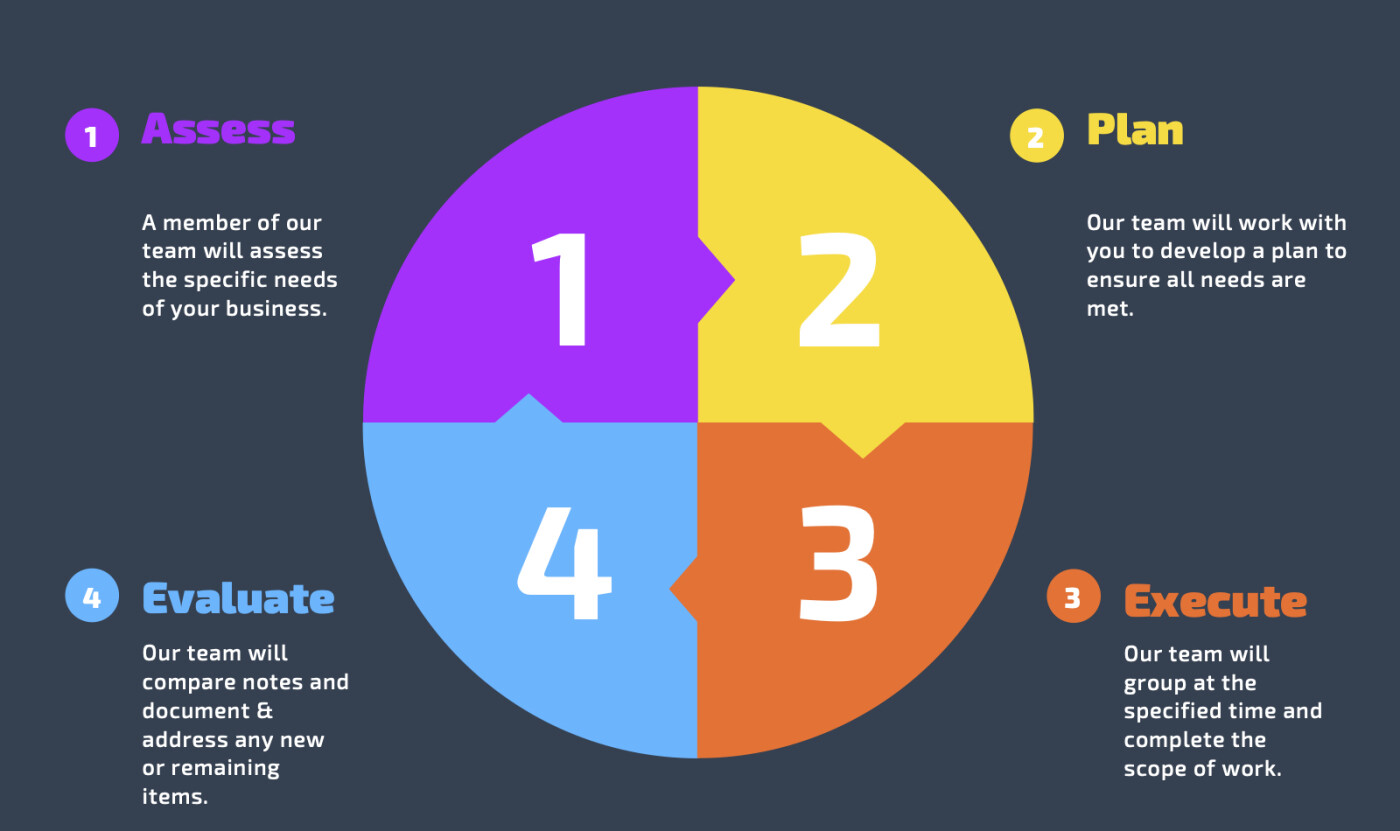 1 Assess
A member of our
team will assess
the specific needs
of your business.
2 Plan
Our team will work with
you to develop a plan to
ensure all needs are
met.
1
2
4
3
4 Evaluate
Our team will
compare notes and
document &
address any new
or remaining
items.
3 Execute
Our team will
group at the
specified time and
complete the
scope of work.